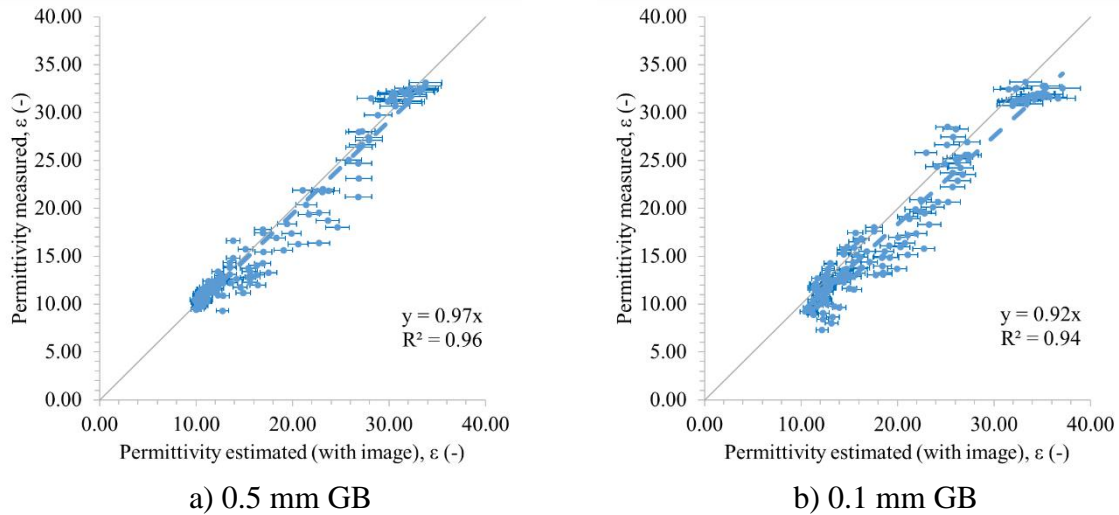 40.00
35.00
30.00
25.00
20.00
15.00
10.00
5.00
0.00
Permittivity measured, ε (-)
y = 0.97x
R² = 0.96
0.00 10.00 20.00 30.00 40.00
Permittivity estimated (with image), ε (-)
a) 0.5 mm GB
40.00
35.00
30.00
25.00
20.00
15.00
10.00
5.00
0.00
Permittivity measured, ε (-)
y = 0.92x
R² = 0.94
0.00 10.00 20.00 30.00 40.00
Permittivity estimated (with image), ε (-)
b) 0.1 mm GB